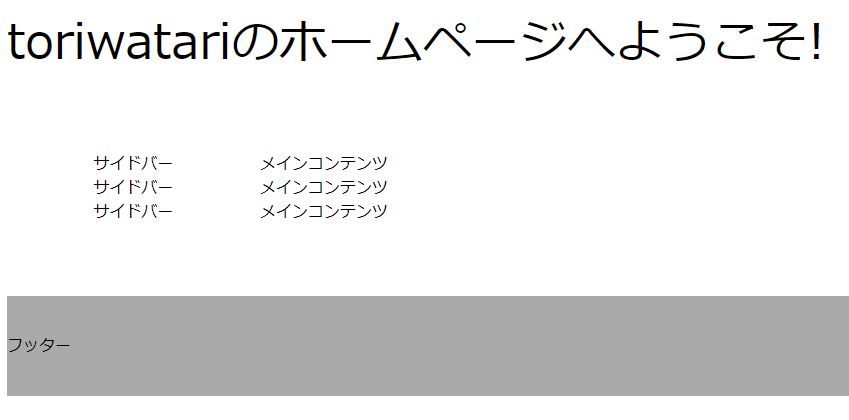 toriwatariのホームページへようこそ!
サイドバー
サイドバー
サイドバー
メインコンテンツ
メインコンテンツ
メインコンテンツ
フッター